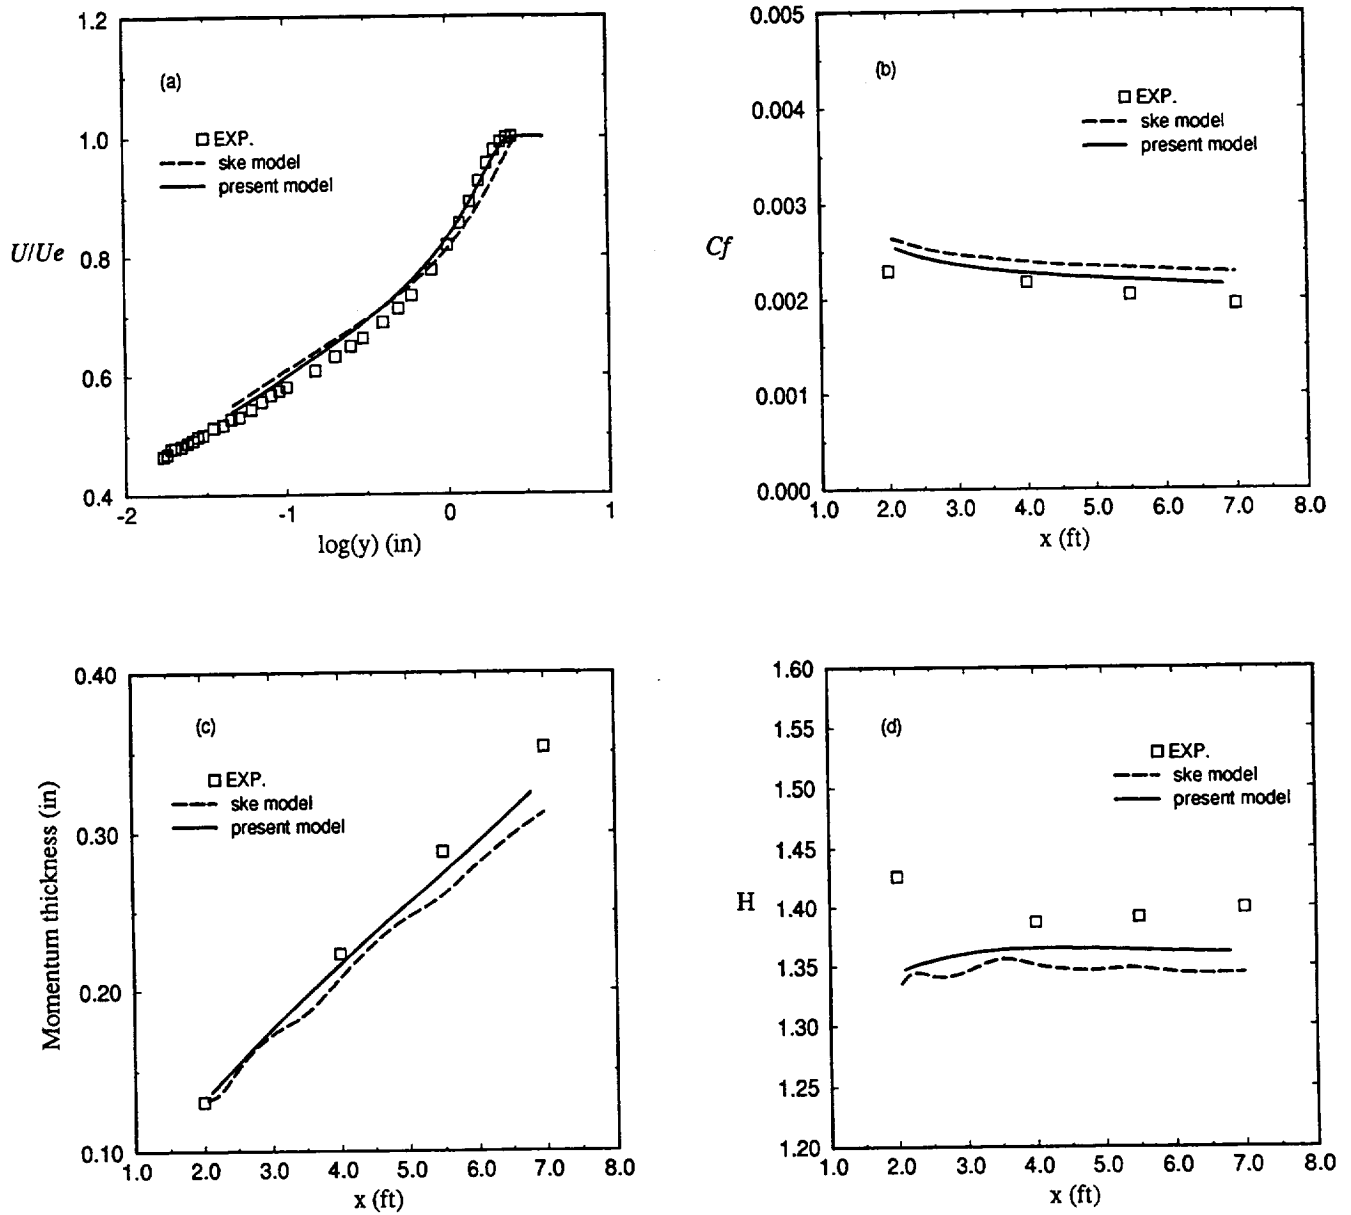 1.2
(a)
EXP.
ske model
present model
1.0
U/Ue
0.8
0.6
0.4
-2
-1
0
1
log(y) (in)
0.005
(b)
EXP.
ske model
present model
0.004
0.003
Cf
0.002
0.001
0.000
1.0 2.0 3.0 4.0 5.0 6.0 7.0 8.0
x (ft)
0.40
(c)
EXP.
ske model
present model
Momentum thickness (in)
0.30
0.20
0.10
1.0 2.0 3.0 4.0 5.0 6.0 7.0 8.0
x (ft)
1.60
(d)
1.55
EXP.
ske model
present model
1.50
1.45
H
1.40
1.35
1.30
1.25
1.20
1.0 2.0 3.0 4.0 5.0 6.0 7.0 8.0
x (ft)